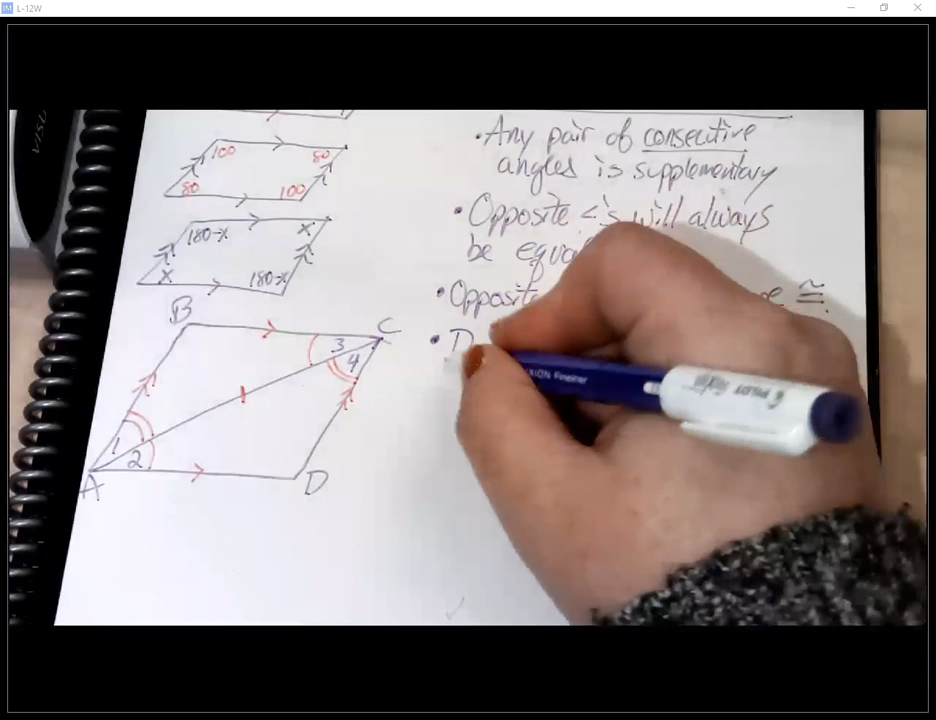 L-12W
VISU
100
80
80
100
180-x
x
x
180-x
B
C
3
4
1
2
A
D
• Any pair of consecutive
angles is supplementary
• Opposite <'s will always
be equal
• Opposite ≅.
• D
PILOT